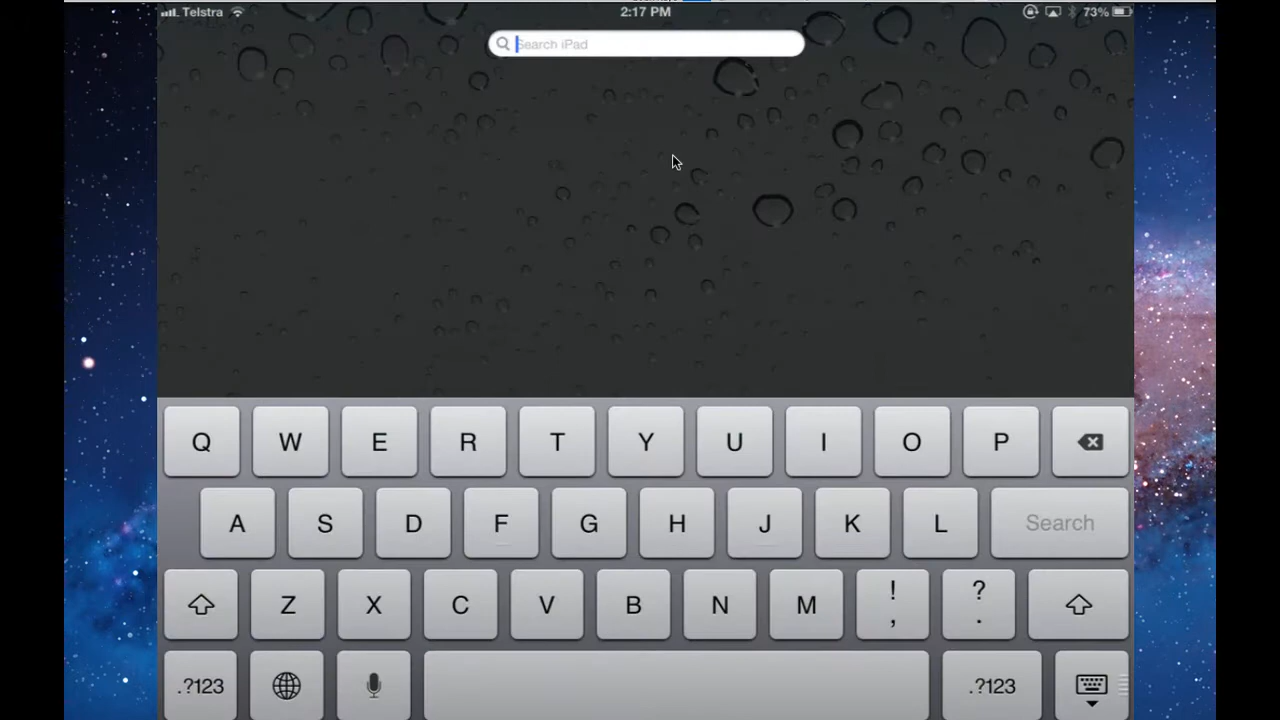 Telstra 2:17 PM 73%
Search iPad
Q W E R T Y U I O P
A S D F G H J K L Search
Z X C V B N M ! , ? .
.?123 .?123